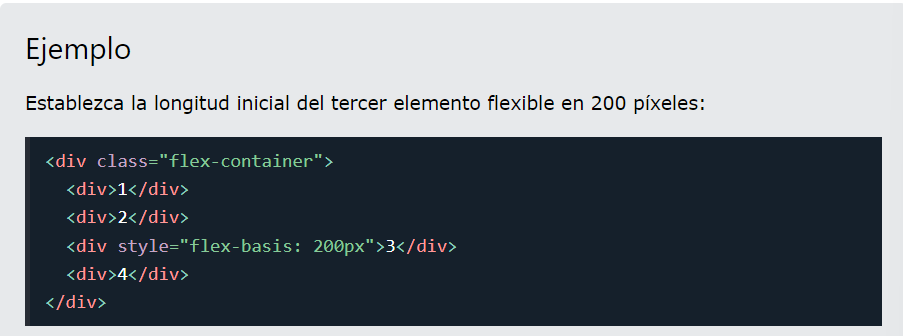 Ejemplo
Establezca la longitud inicial del tercer elemento flexible en 200 píxeles:
<div class="flex-container">
  <div>1</div>
  <div>2</div>
  <div style="flex-basis: 200px">3</div>
  <div>4</div>
</div>